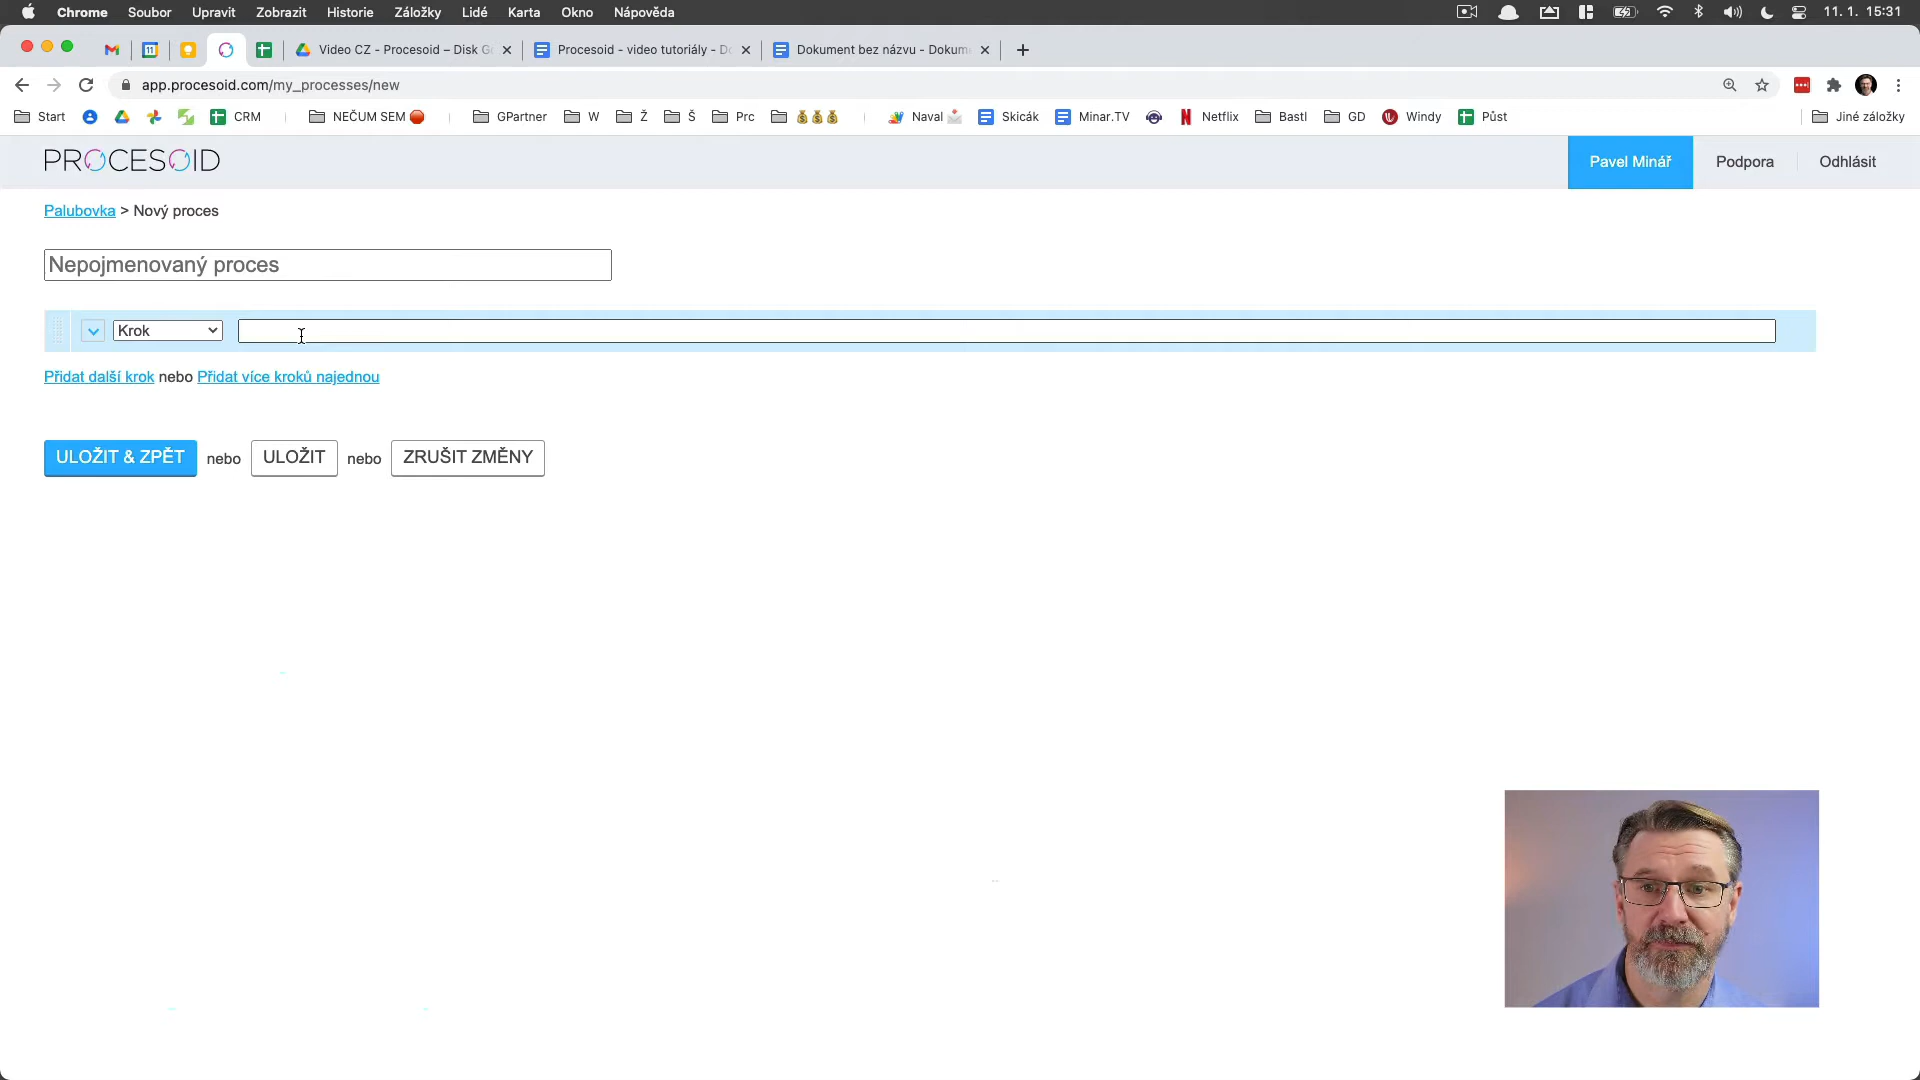 Chrome Soubor Upravit Zobrazit Historie Záložky Lidé Karta Okno Nápověda 11. 1. 15:31
11 Video CZ - Procesoid – Disk G Procesoid - video tutoriály - D Dokument bez názvu - Dokum
app.procesoid.com/my_processes/new
Start CRM NEČUM SEM GPartner W Ž Š Prc Naval Skicák Minar.TV Netflix Bastl GD Windy Půst Jiné záložky
PROCESOID Pavel Minář Podpora Odhlásit
Palubovka > Nový proces
Nepojmenovaný proces
Krok
Přidat další krok nebo Přidat více kroků najednou
ULOŽIT & ZPĚT nebo ULOŽIT nebo ZRUŠIT ZMĚNY